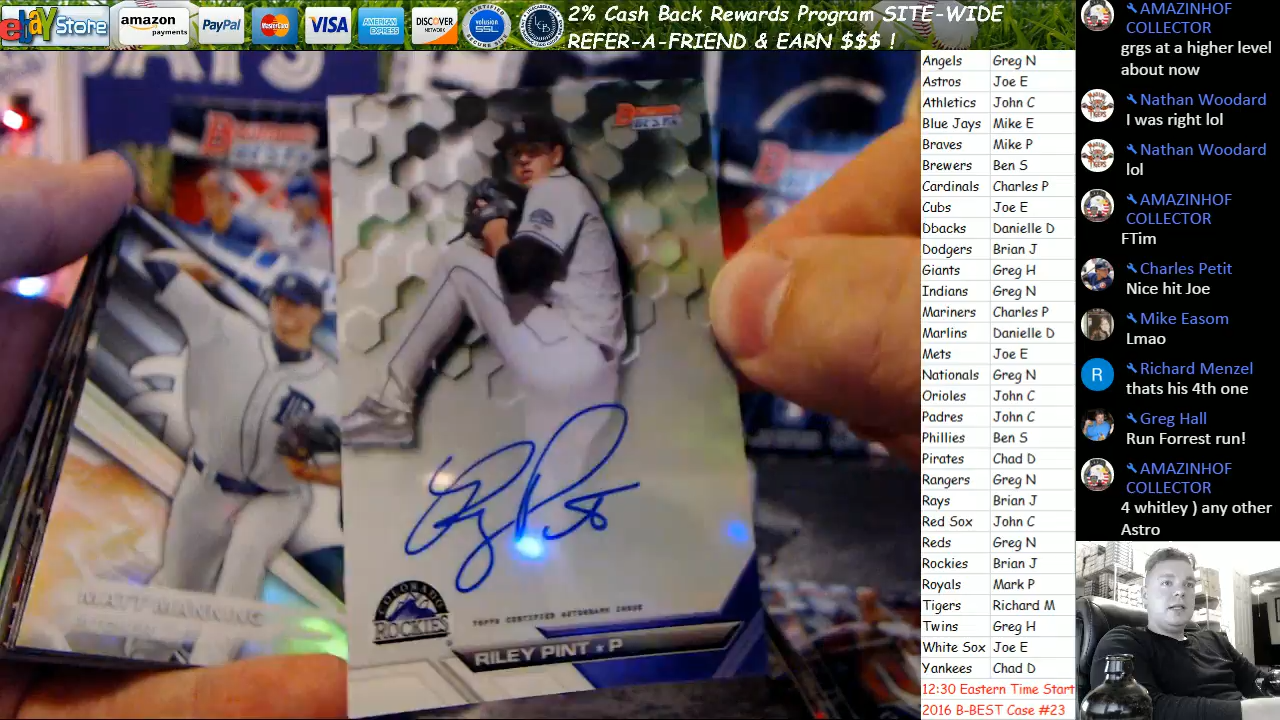 ebay Store
amazon payments
PayPal
MasterCard
VISA
AMERICAN EXPRESS
DISCOVER NETWORK
volusion SSL
2% Cash Back Rewards Program SITE-WIDE
REFER-A-FRIEND & EARN $$$ !
MATT MANNING
COLORADO
ROCKIES
TOPPS CERTIFIED AUTOGRAPH ISSUE
RILEY PINT • P
Angels Greg N
Astros Joe E
Athletics John C
Blue Jays Mike E
Braves Mike P
Brewers Ben S
Cardinals Charles P
Cubs Joe E
Dbacks Danielle D
Dodgers Brian J
Giants Greg H
Indians Greg N
Mariners Charles P
Marlins Danielle D
Mets Joe E
Nationals Greg N
Orioles John C
Padres John C
Phillies Ben S
Pirates Chad D
Rangers Greg N
Rays Brian J
Red Sox John C
Reds Greg N
Rockies Brian J
Royals Mark P
Tigers Richard M
Twins Greg H
White Sox Joe E
Yankees Chad D
12:30 Eastern Time Start
2016 B-BEST Case #23
AMAZINHOF
COLLECTOR
grgs at a higher level
about now
Nathan Woodard
I was right lol
Nathan Woodard
lol
AMAZINHOF
COLLECTOR
FTim
Charles Petit
Nice hit Joe
Mike Easom
Lmao
R
Richard Menzel
thats his 4th one
Greg Hall
Run Forrest run!
AMAZINHOF
COLLECTOR
4 whitley ) any other
Astro